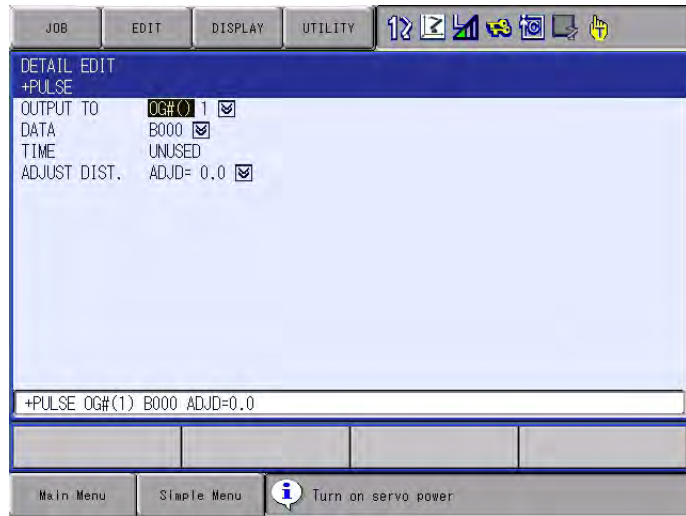 JOB EDIT DISPLAY UTILITY
DETAIL EDIT
+PULSE
OUTPUT TO OG#() 1
DATA B000
TIME UNUSED
ADJUST DIST. ADJD= 0.0
+PULSE OG#(1) B000 ADJD=0.0
Main Menu Simple Menu Turn on servo power